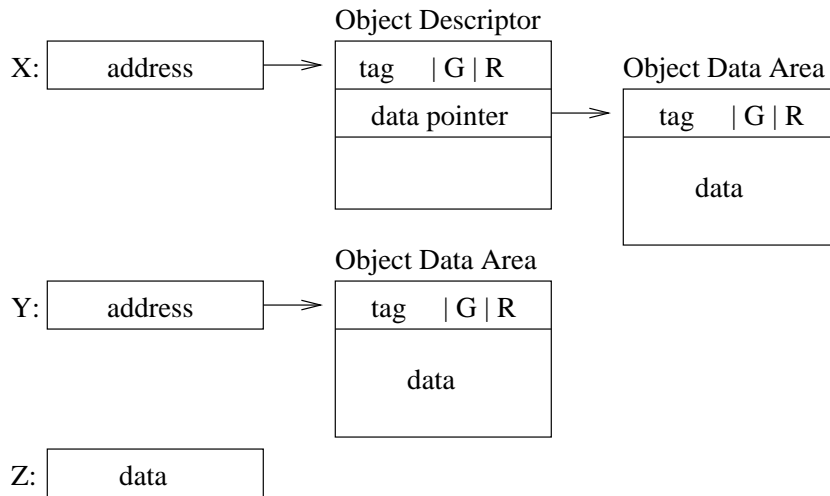 Object Descriptor
X: address
tag | G | R
Object Data Area
data pointer
tag | G | R
data
Object Data Area
Y: address
tag | G | R
data
Z: data